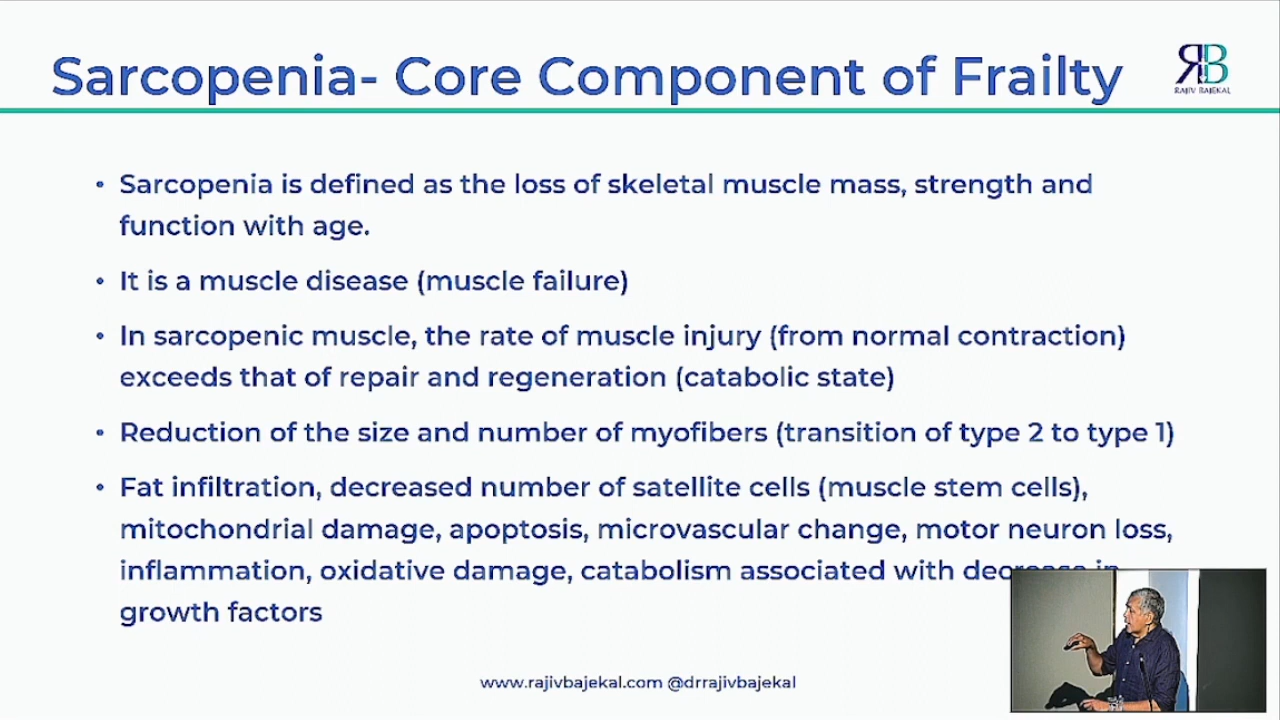 Sarcopenia- Core Component of Frailty
RB
RAJIV BAJEKAL
• Sarcopenia is defined as the loss of skeletal muscle mass, strength and
function with age.
• It is a muscle disease (muscle failure)
• In sarcopenic muscle, the rate of muscle injury (from normal contraction)
exceeds that of repair and regeneration (catabolic state)
• Reduction of the size and number of myofibers (transition of type 2 to type 1)
• Fat infiltration, decreased number of satellite cells (muscle stem cells),
mitochondrial damage, apoptosis, microvascular change, motor neuron loss,
inflammation, oxidative damage, catabolism associated with decrease in
growth factors
www.rajivbajekal.com @drrajivbajekal